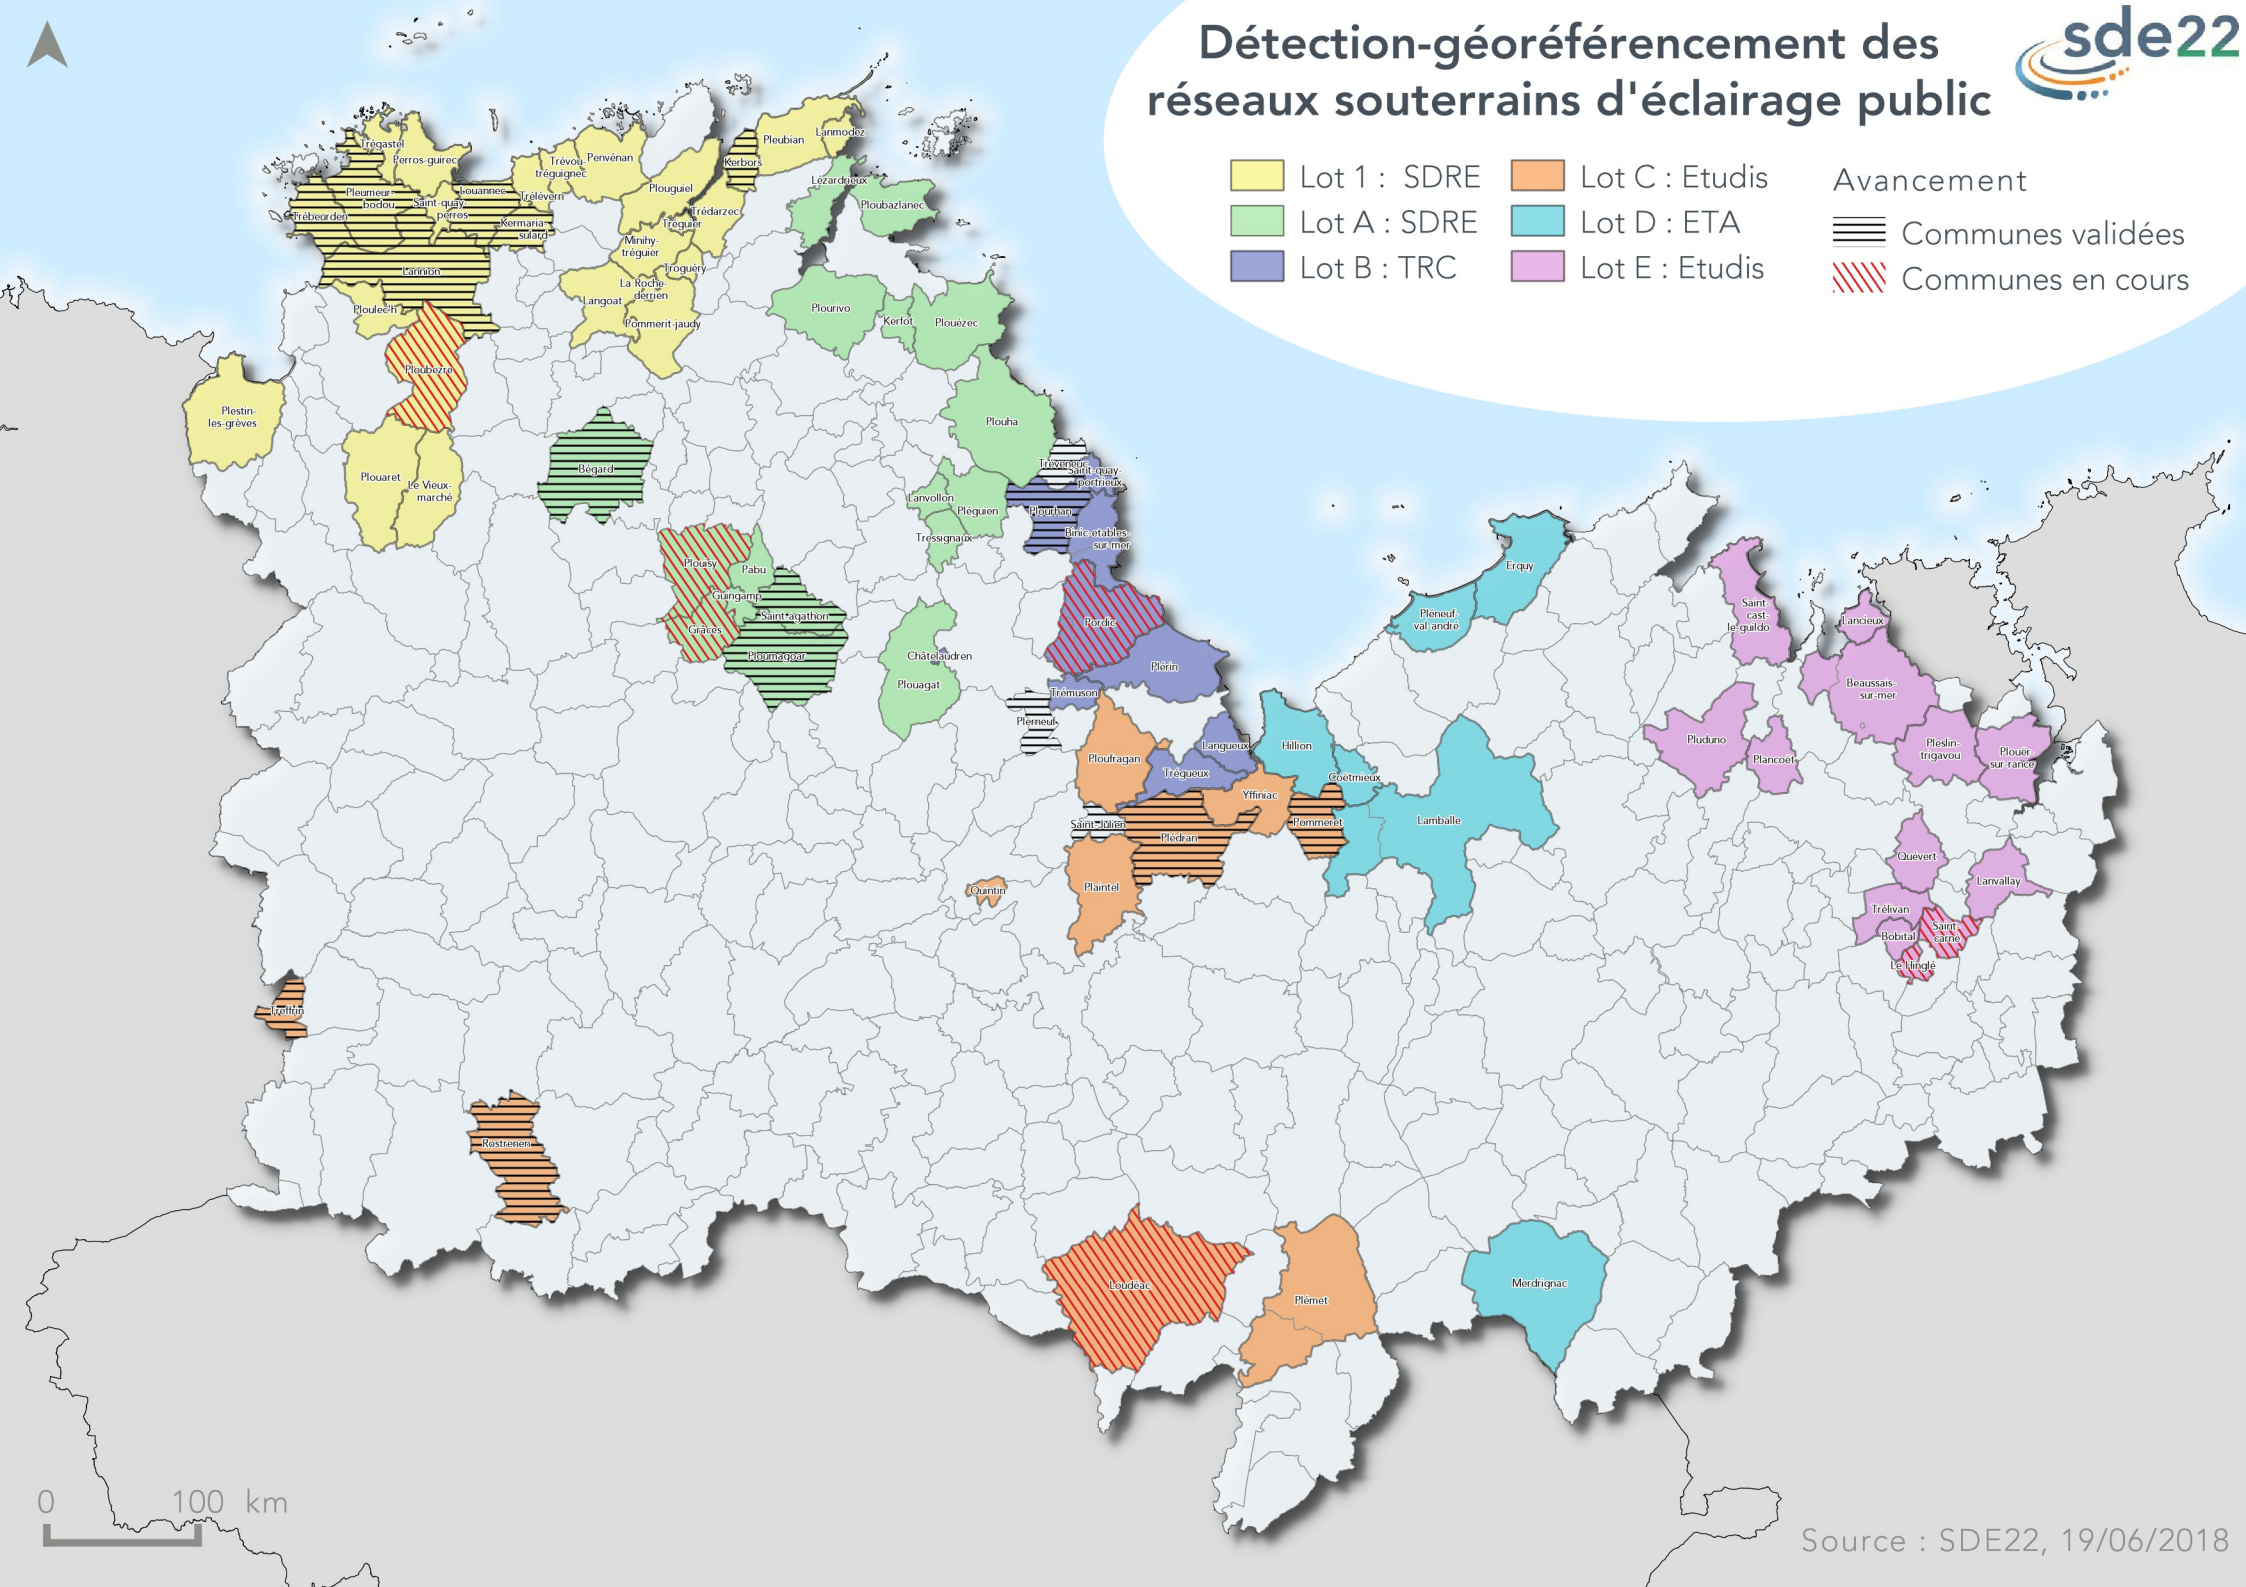 Détection-géoréférencement des
réseaux souterrains d'éclairage public
sde22
Lot 1 : SDRE
Lot A : SDRE
Lot B : TRC
Lot C : Etudis
Lot D : ETA
Lot E : Etudis
Avancement
Communes validées
Communes en cours
Trégastel
Perros-guirec
Pleumeur-
bodou
Trébeurden
Louannec
Saint-quay-
perros
Kermaria-
sulard
Trélévern
Trévou-
tréguignec
Penvénan
Plouguiel
Kerbors
Pleubian
Lanmodez
Lannion
Ploulec'h
Ploubezre
Plestin-
les-grèves
Plouaret
Le Vieux-
marché
Trédarzec
Tréguier
Minihy-
tréguier
Troguéry
La Roche-
derrien
Langoat
Pommerit-jaudy
Lézardrieux
Ploubazlanec
Plourivo
Kerfot
Plouézec
Plouha
Bégard
Tréveneuc
Saint-quay-
portrieux
Lanvollon
Pléguien
Tressignaux
Plourhan
Binic-etables
sur-mer
Plouisy
Pabu
Guingamp
Saint-agathon
Grâces
Ploumagoar
Châtelaudren
Plouagat
Pordic
Plérin
Trémuson
Plerneuf
Ploufragan
Langueux
Trégueux
Hillion
Coëtmieux
Yffiniac
Pommeret
Lamballe
Saint-Julien
Plédran
Plaintel
Quintin
Erquy
Pléneuf-
val-andré
Saint-
cast-
le-guildo
Lancieux
Beaussais-
sur-mer
Pluduno
Plancoët
Pleslin-
trigavou
Plouër-
sur-rance
Quévert
Lanvallay
Trélivan
Bobital
Saint-
carné
Le Hinglé
Treffrin
Rostrenen
Loudéac
Plémet
Merdrignac
0 100 km
Source : SDE22, 19/06/2018